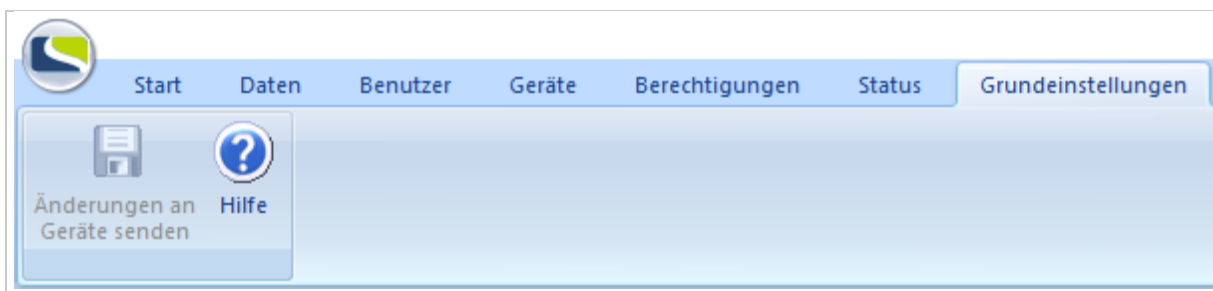 Start Daten Benutzer Geräte Berechtigungen Status Grundeinstellungen
Änderungen an Geräte senden
Hilfe